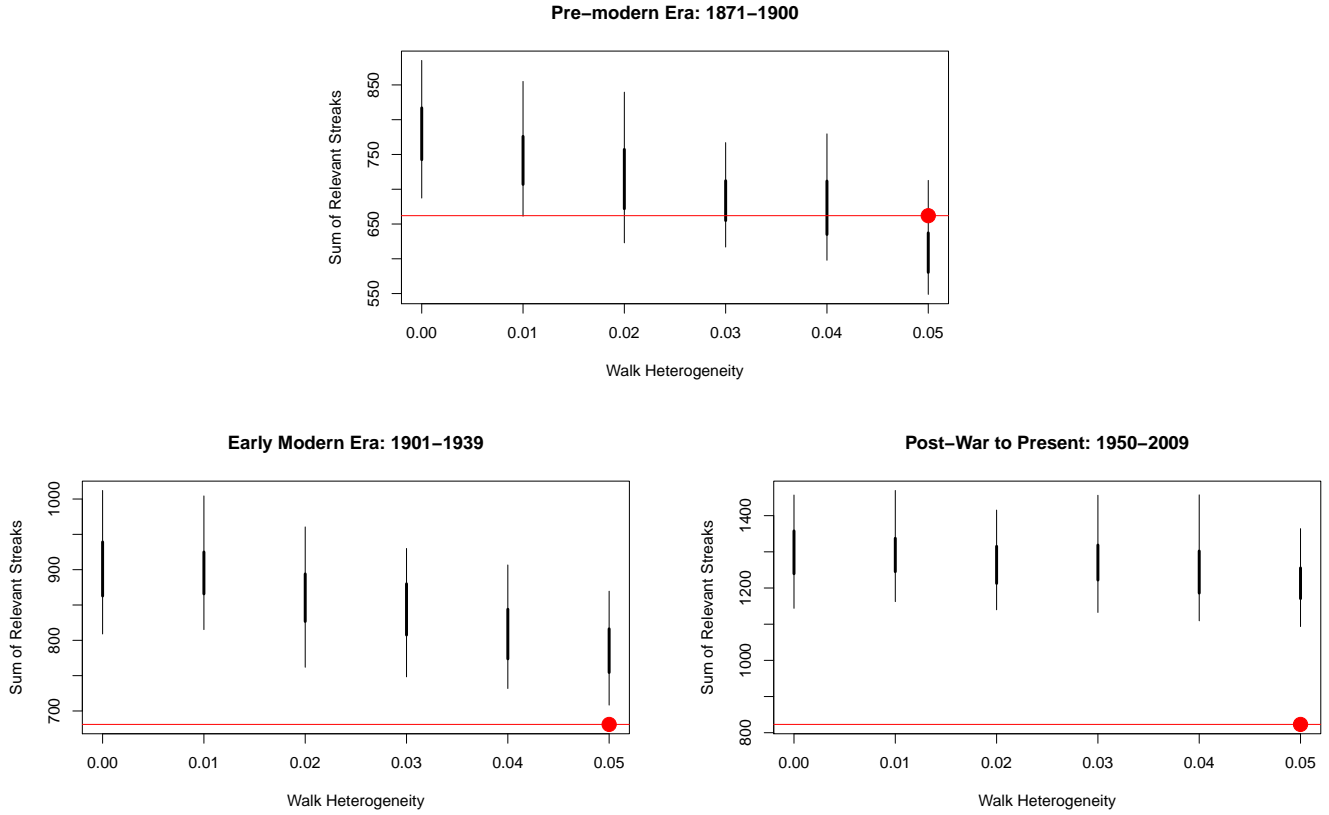 Pre−modern Era: 1871−1900
Sum of Relevant Streaks
850
750
650
550
0.00 0.01 0.02 0.03 0.04 0.05
Walk Heterogeneity
Early Modern Era: 1901−1939
Sum of Relevant Streaks
1000
900
800
700
0.00 0.01 0.02 0.03 0.04 0.05
Walk Heterogeneity
Post−War to Present: 1950−2009
Sum of Relevant Streaks
1400
1200
1000
800
0.00 0.01 0.02 0.03 0.04 0.05
Walk Heterogeneity